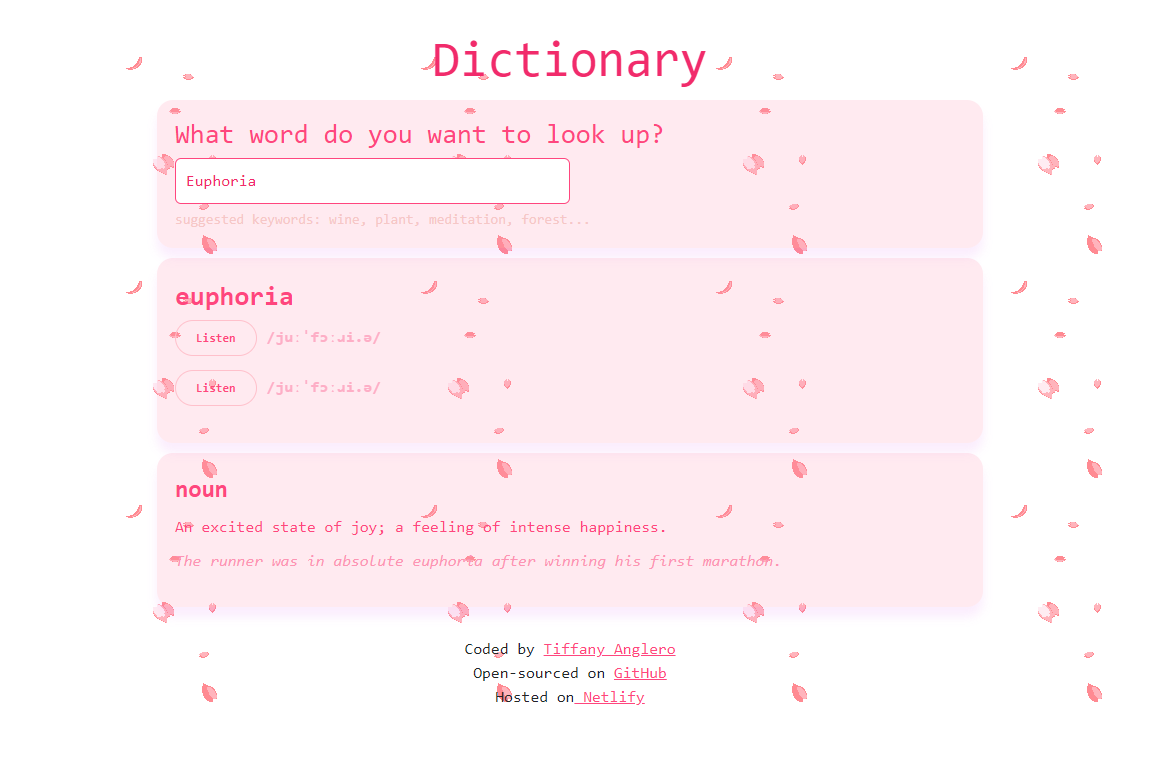 Dictionary
What word do you want to look up?
Euphoria
suggested keywords: wine, plant, meditation, forest...
euphoria
Listen /juːˈfɔːɹi.ə/
Listen /juːˈfɔːɹi.ə/
noun
An excited state of joy; a feeling of intense happiness.
The runner was in absolute euphoria after winning his first marathon.
Coded by Tiffany Anglero
Open-sourced on GitHub
Hosted on Netlify